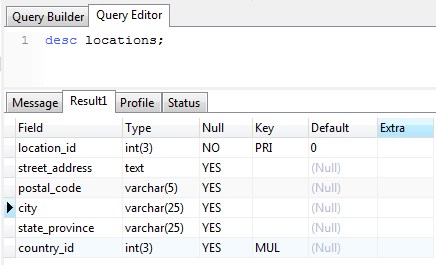 Query Builder Query Editor
1 desc locations;
Message Result1 Profile Status
Field Type Null Key Default Extra
location_id int(3) NO PRI 0
street_address text YES (Null)
postal_code varchar(5) YES (Null)
city varchar(25) YES (Null)
state_province varchar(25) YES (Null)
country_id int(3) YES MUL (Null)